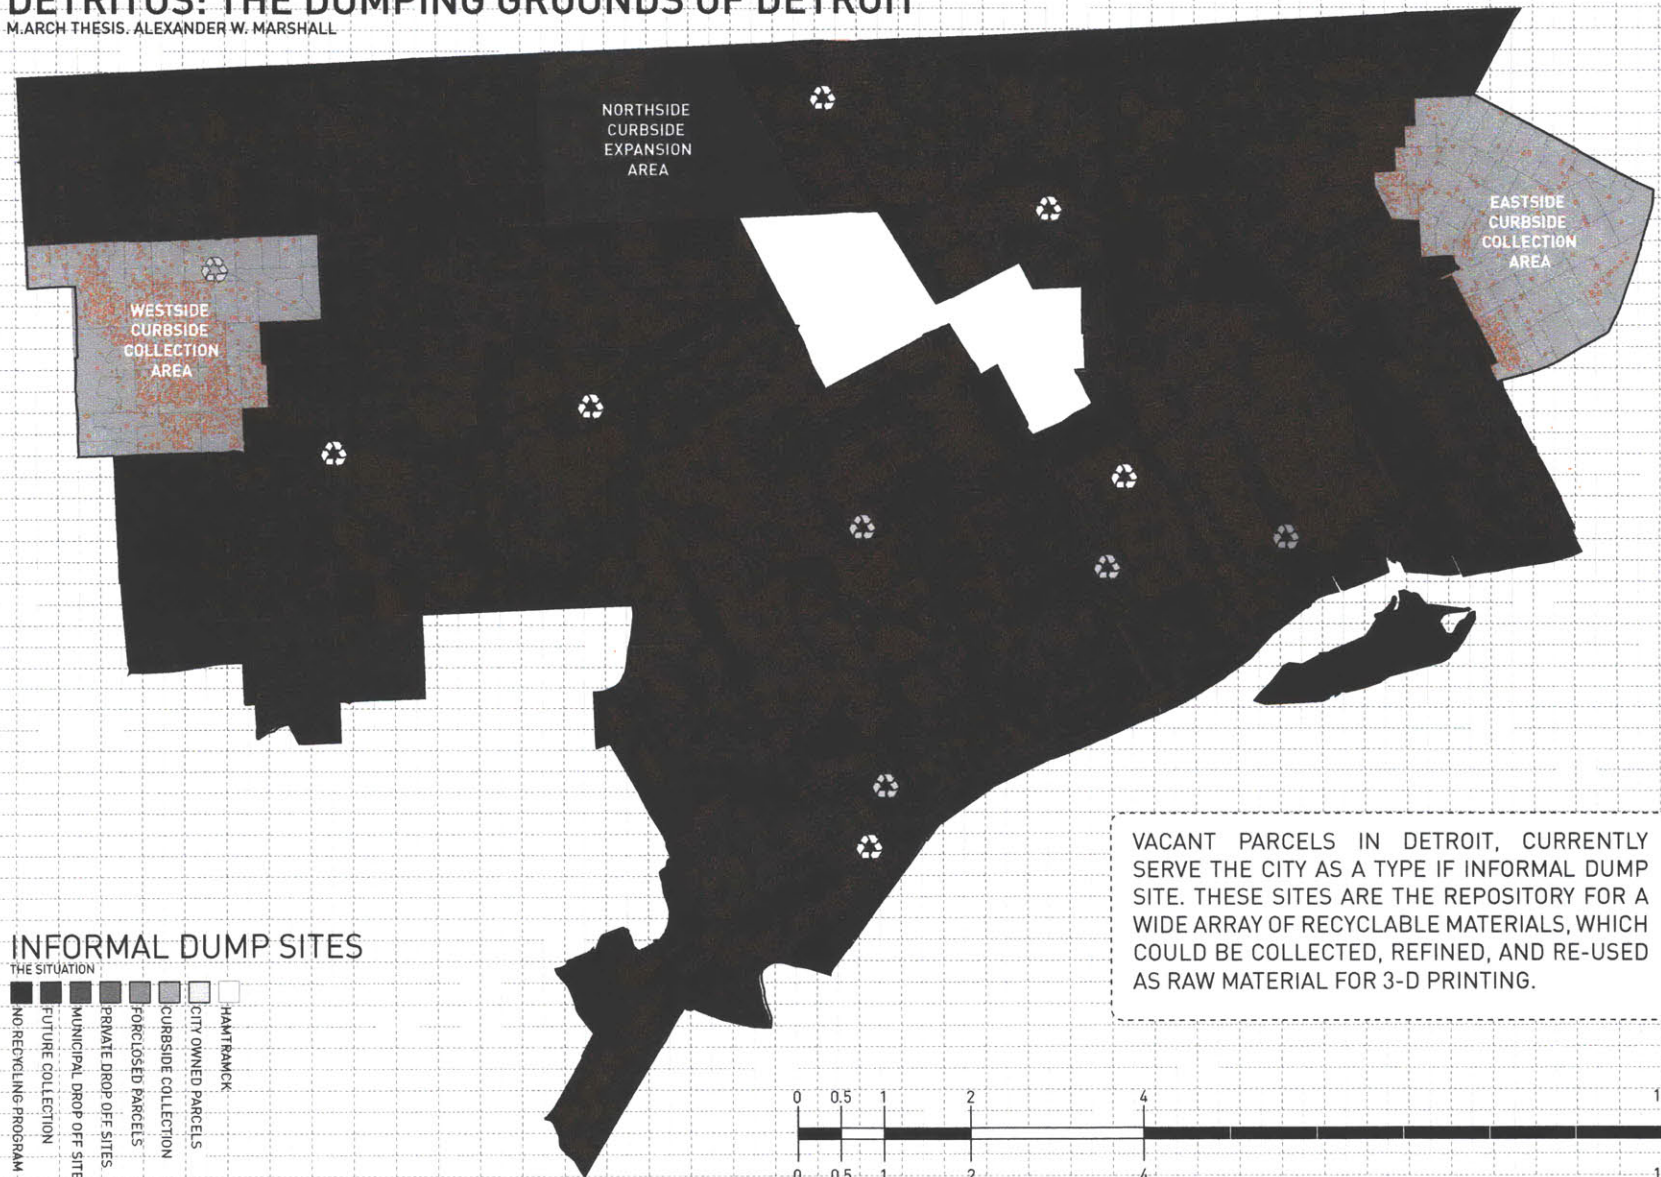 DETRITUS: THE DUMPING GROUNDS OF DETROIT
M.ARCH THESIS. ALEXANDER W. MARSHALL
NORTHSIDE
CURBSIDE
EXPANSION
AREA
EASTSIDE
CURBSIDE
COLLECTION
AREA
WESTSIDE
CURBSIDE
COLLECTION
AREA
VACANT PARCELS IN DETROIT, CURRENTLY
SERVE THE CITY AS A TYPE IF INFORMAL DUMP
SITE. THESE SITES ARE THE REPOSITORY FOR A
WIDE ARRAY OF RECYCLABLE MATERIALS, WHICH
COULD BE COLLECTED, REFINED, AND RE-USED
AS RAW MATERIAL FOR 3-D PRINTING.
INFORMAL DUMP SITES
THE SITUATION
NO RECYCLING PROGRAM
FUTURE COLLECTION
MUNICIPAL DROP OFF SITE
PRIVATE DROP OFF SITES
FORCLOSED PARCELS
CURBSIDE COLLECTION
CITY OWNED PARCELS
HAMTRAMCK
0 0.5 1 2 4 1
0 0.5 1 2 4 1